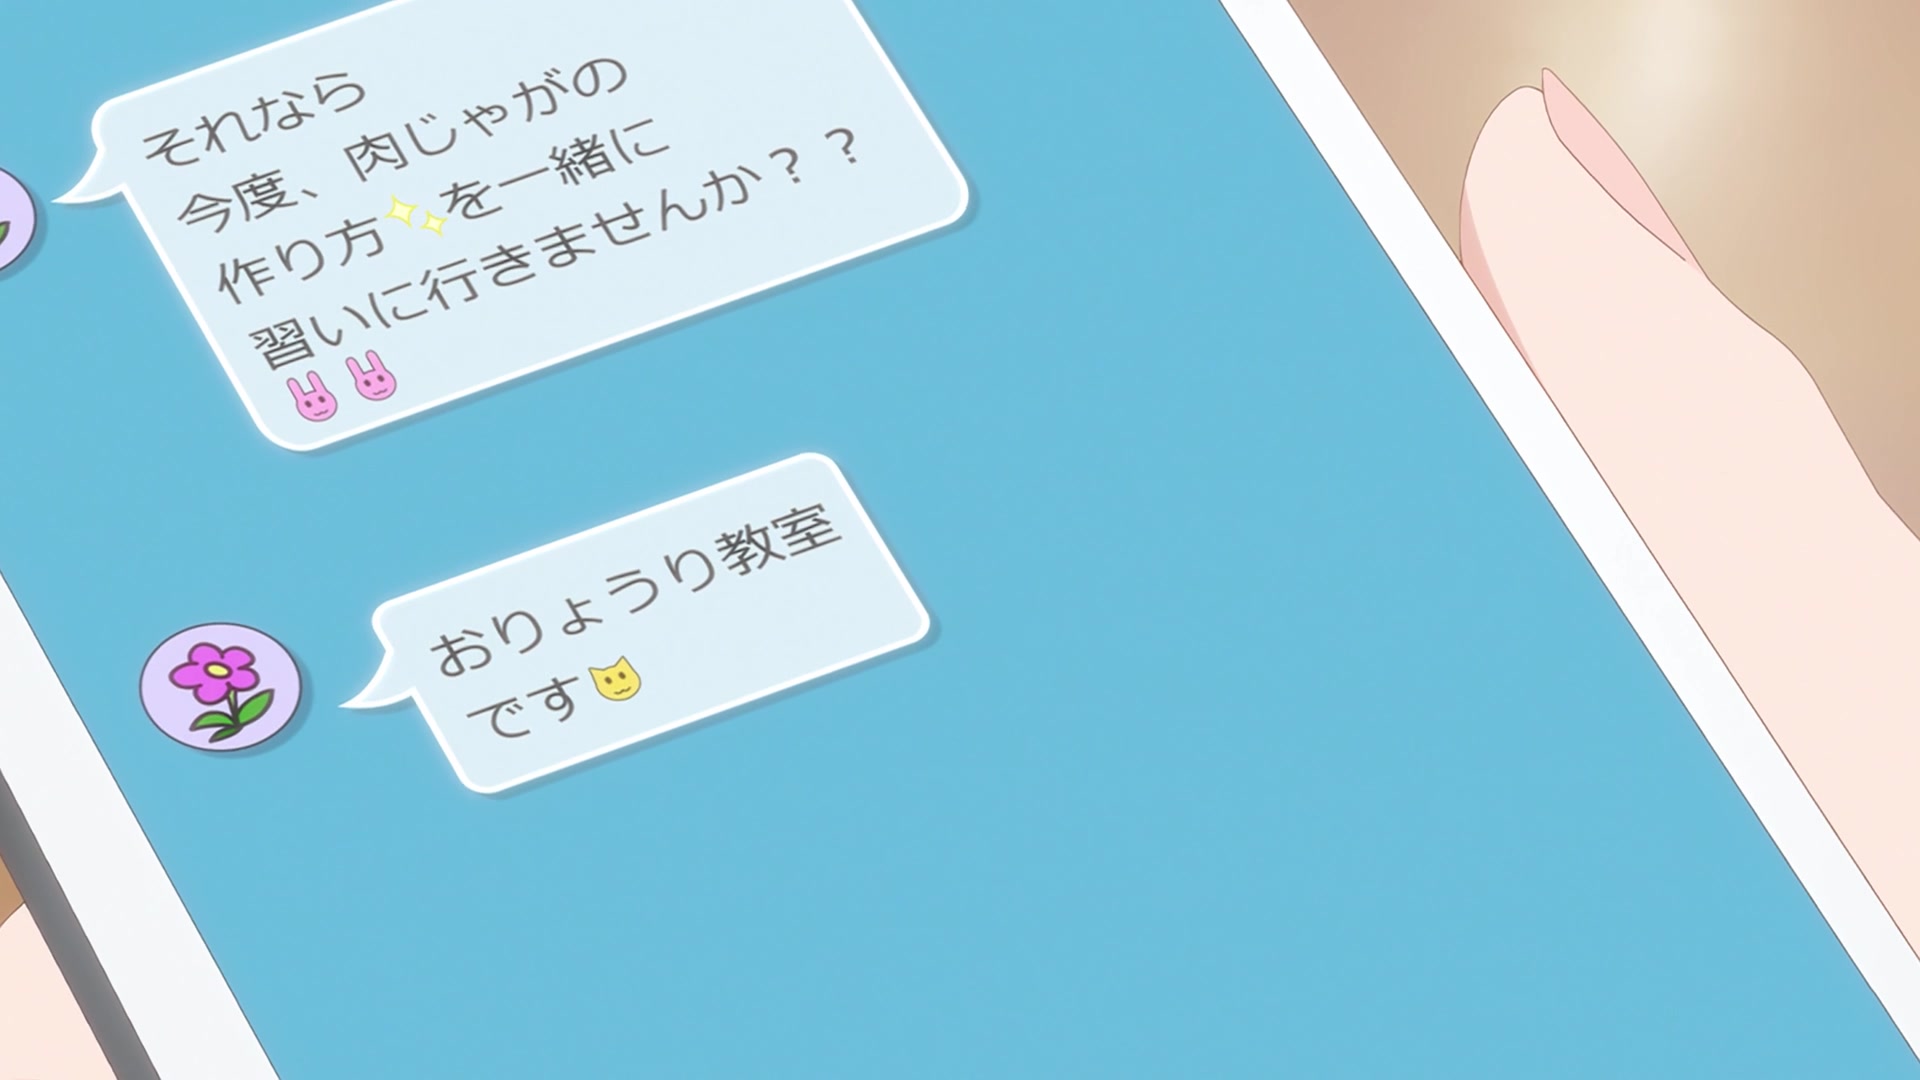 それなら
今度、肉じゃがの
作り方✨を一緒に
習いに行きませんか？？
🐰🐰
おりょうり教室
です🐱